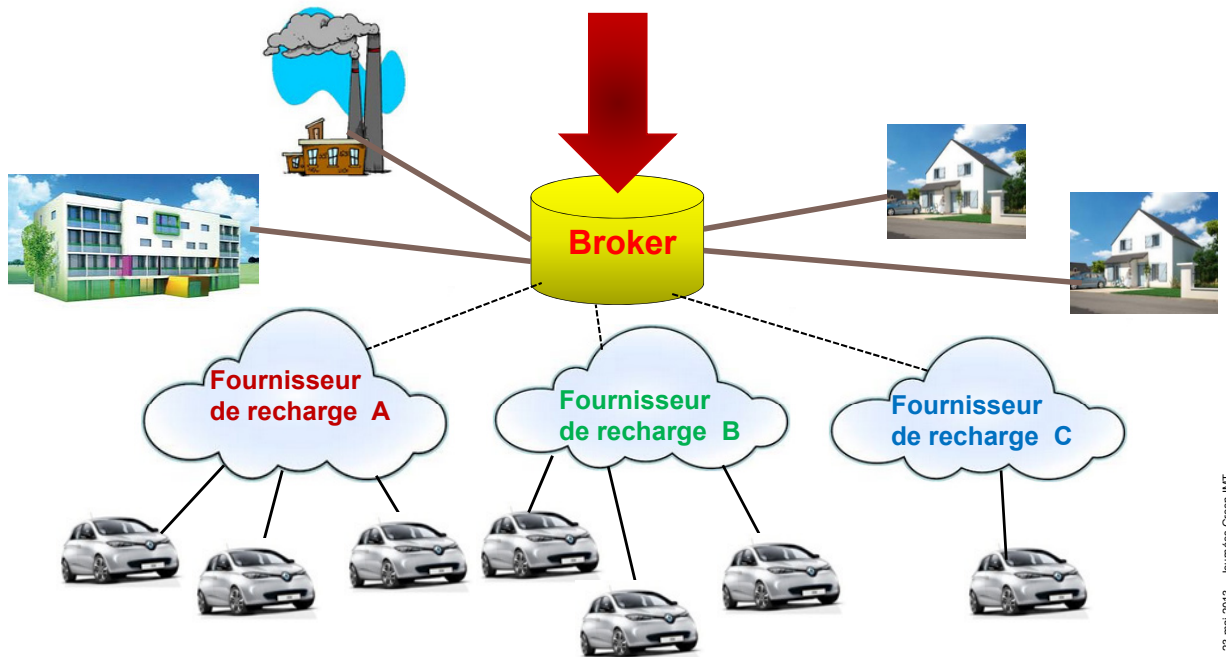 Broker
Fournisseur
de recharge A
Fournisseur
de recharge B
Fournisseur
de recharge C